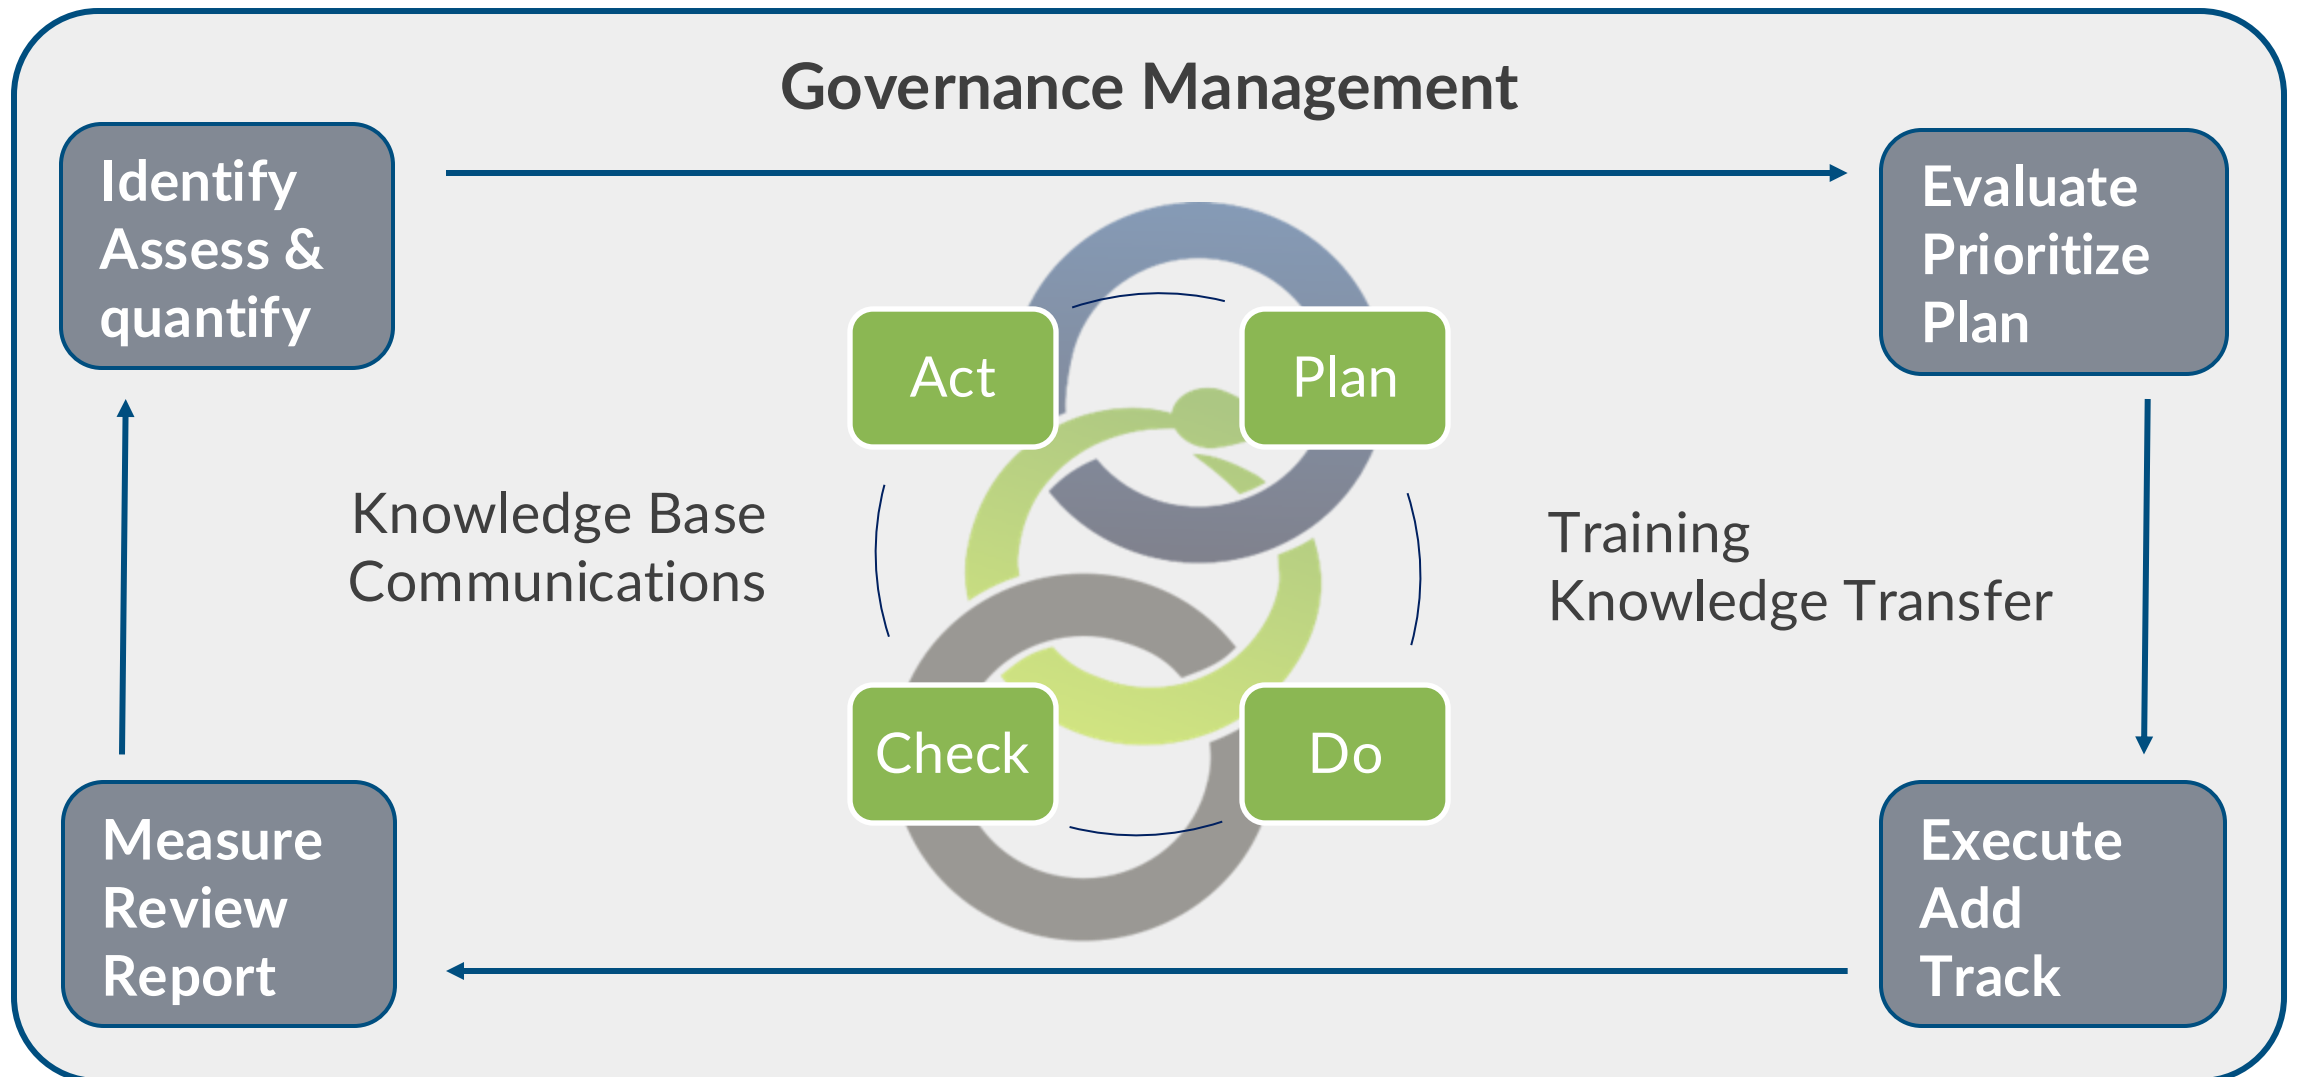 Governance Management
Identify
Assess &
quantify
Evaluate
Prioritize
Plan
Act
Plan
Knowledge Base
Communications
Training
Knowledge Transfer
Check
Do
Measure
Review
Report
Execute
Add
Track